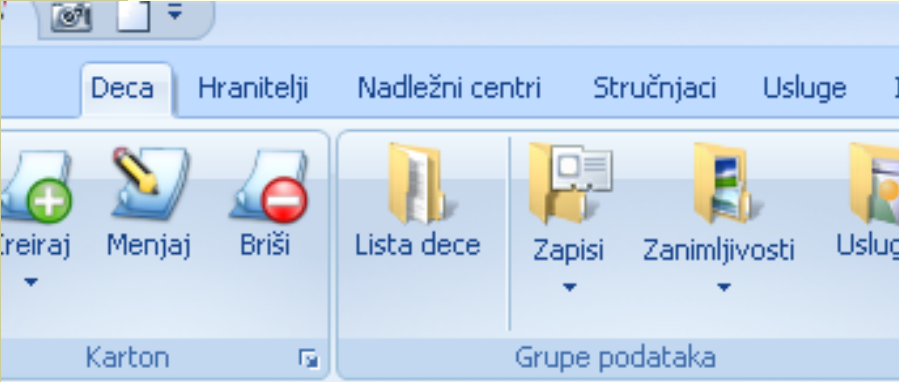 Deca Hranitelji Nadležni centri Stručnjaci Usluge
Menjaj Briši Lista dece Zapisi Zanimljivosti
Karton Grupe podataka